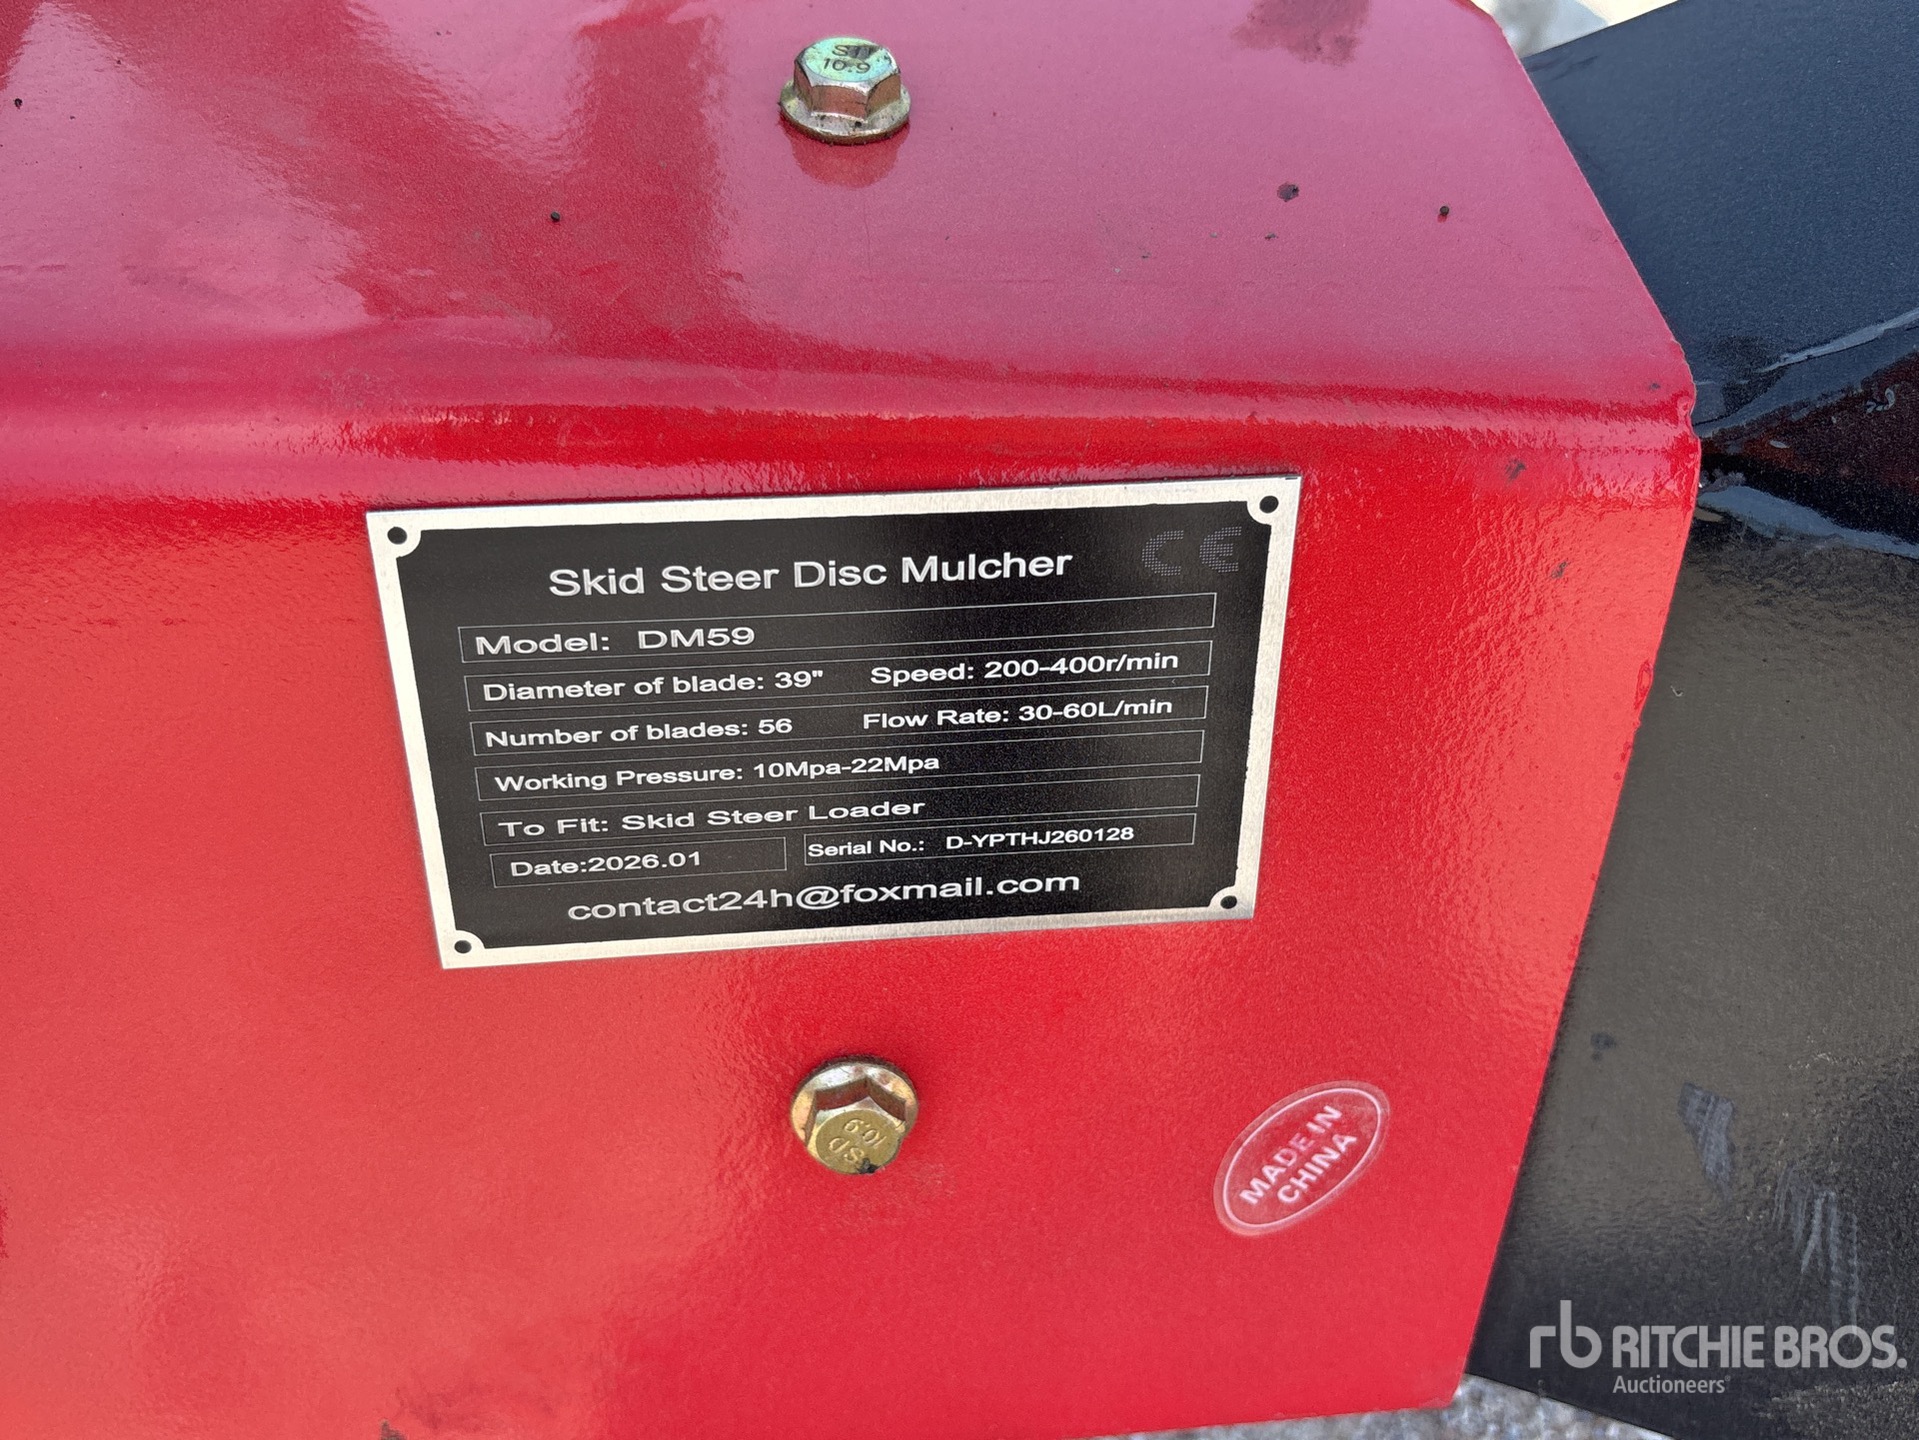 10.9
CE
Skid Steer Disc Mulcher
Model: DM59
Diameter of blade: 39" Speed: 200-400r/min
Number of blades: 56 Flow Rate: 30-60L/min
Working Pressure: 10Mpa-22Mpa
To Fit: Skid Steer Loader
Date:2026.01 Serial No.: D-YPTHJ260128
contact24h@foxmail.com
10.9
SD
MADE IN
CHINA
rb RITCHIE BROS.
Auctioneers